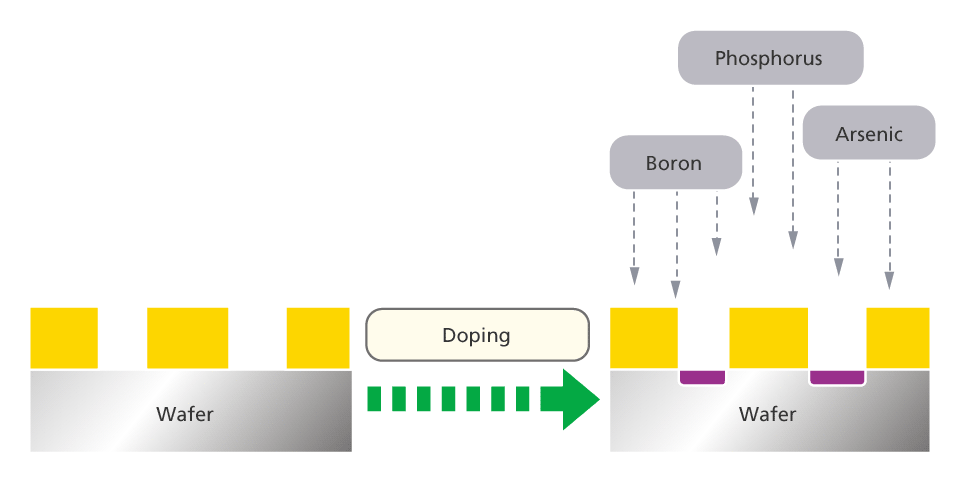 Phosphorus
Arsenic
Boron
Doping
Wafer
Wafer